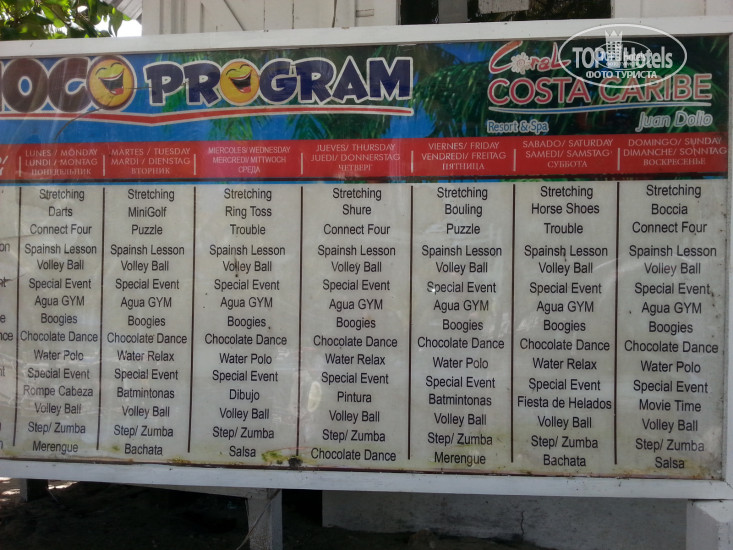 PROGRAM
CoraL
COSTA CARIBE
Resort & Spa
Juan Dolio
TOP Hotels
ФОТО ТУРИСТА
LUNES/ MONDAY MARTES / TUESDAY MIERCOLES/ WEDNESDAY JUEVES/ THURSDAY VIERNES/ FRIDAY SABADO/ SATURDAY DOMINGO/ SUNDAY
LUNDI / MONTAG MARDI / DIENSTAG MERCREDI/ MITTWOCH JUEDI/ DONNERSTAG VENDREDI/ FREITAG SAMEDI/ SAMSTAG DIMANCHE/ SONNTAG
ПОНЕДЕЛЬНИК ВТОРНИК СРЕДА ЧЕТВЕРГ ПЯТНИЦА СУББОТА ВОСКРЕСЕНЬЕ
Stretching Stretching Stretching Stretching Stretching Stretching Stretching
Darts MiniGolf Ring Toss Shure Bouling Horse Shoes Boccia
Connect Four Puzzle Trouble Connect Four Puzzle Trouble Connect Four
Spainsh Lesson Spainsh Lesson Spainsh Lesson Spainsh Lesson Spainsh Lesson Spainsh Lesson Spainsh Lesson
Volley Ball Volley Ball Volley Ball Volley Ball Volley Ball Volley Ball Volley Ball
Special Event Special Event Special Event Special Event Special Event Special Event Special Event
Agua GYM Agua GYM Agua GYM Agua GYM Agua GYM Agua GYM Agua GYM
Boogies Boogies Boogies Boogies Boogies Boogies Boogies
Chocolate Dance Chocolate Dance Chocolate Dance Chocolate Dance Chocolate Dance Chocolate Dance Chocolate Dance
Water Polo Water Relax Water Polo Water Relax Water Polo Water Relax Water Polo
Special Event Special Event Special Event Special Event Special Event Special Event Special Event
Rompe Cabeza Batmintonas Dibujo Pintura Batmintonas Fiesta de Helados Movie Time
Volley Ball Volley Ball Volley Ball Volley Ball Volley Ball Volley Ball Volley Ball
Step/ Zumba Step/ Zumba Step/ Zumba Step/ Zumba Step/ Zumba Step/ Zumba Step/ Zumba
Merengue Bachata Salsa Chocolate Dance Merengue Bachata Salsa